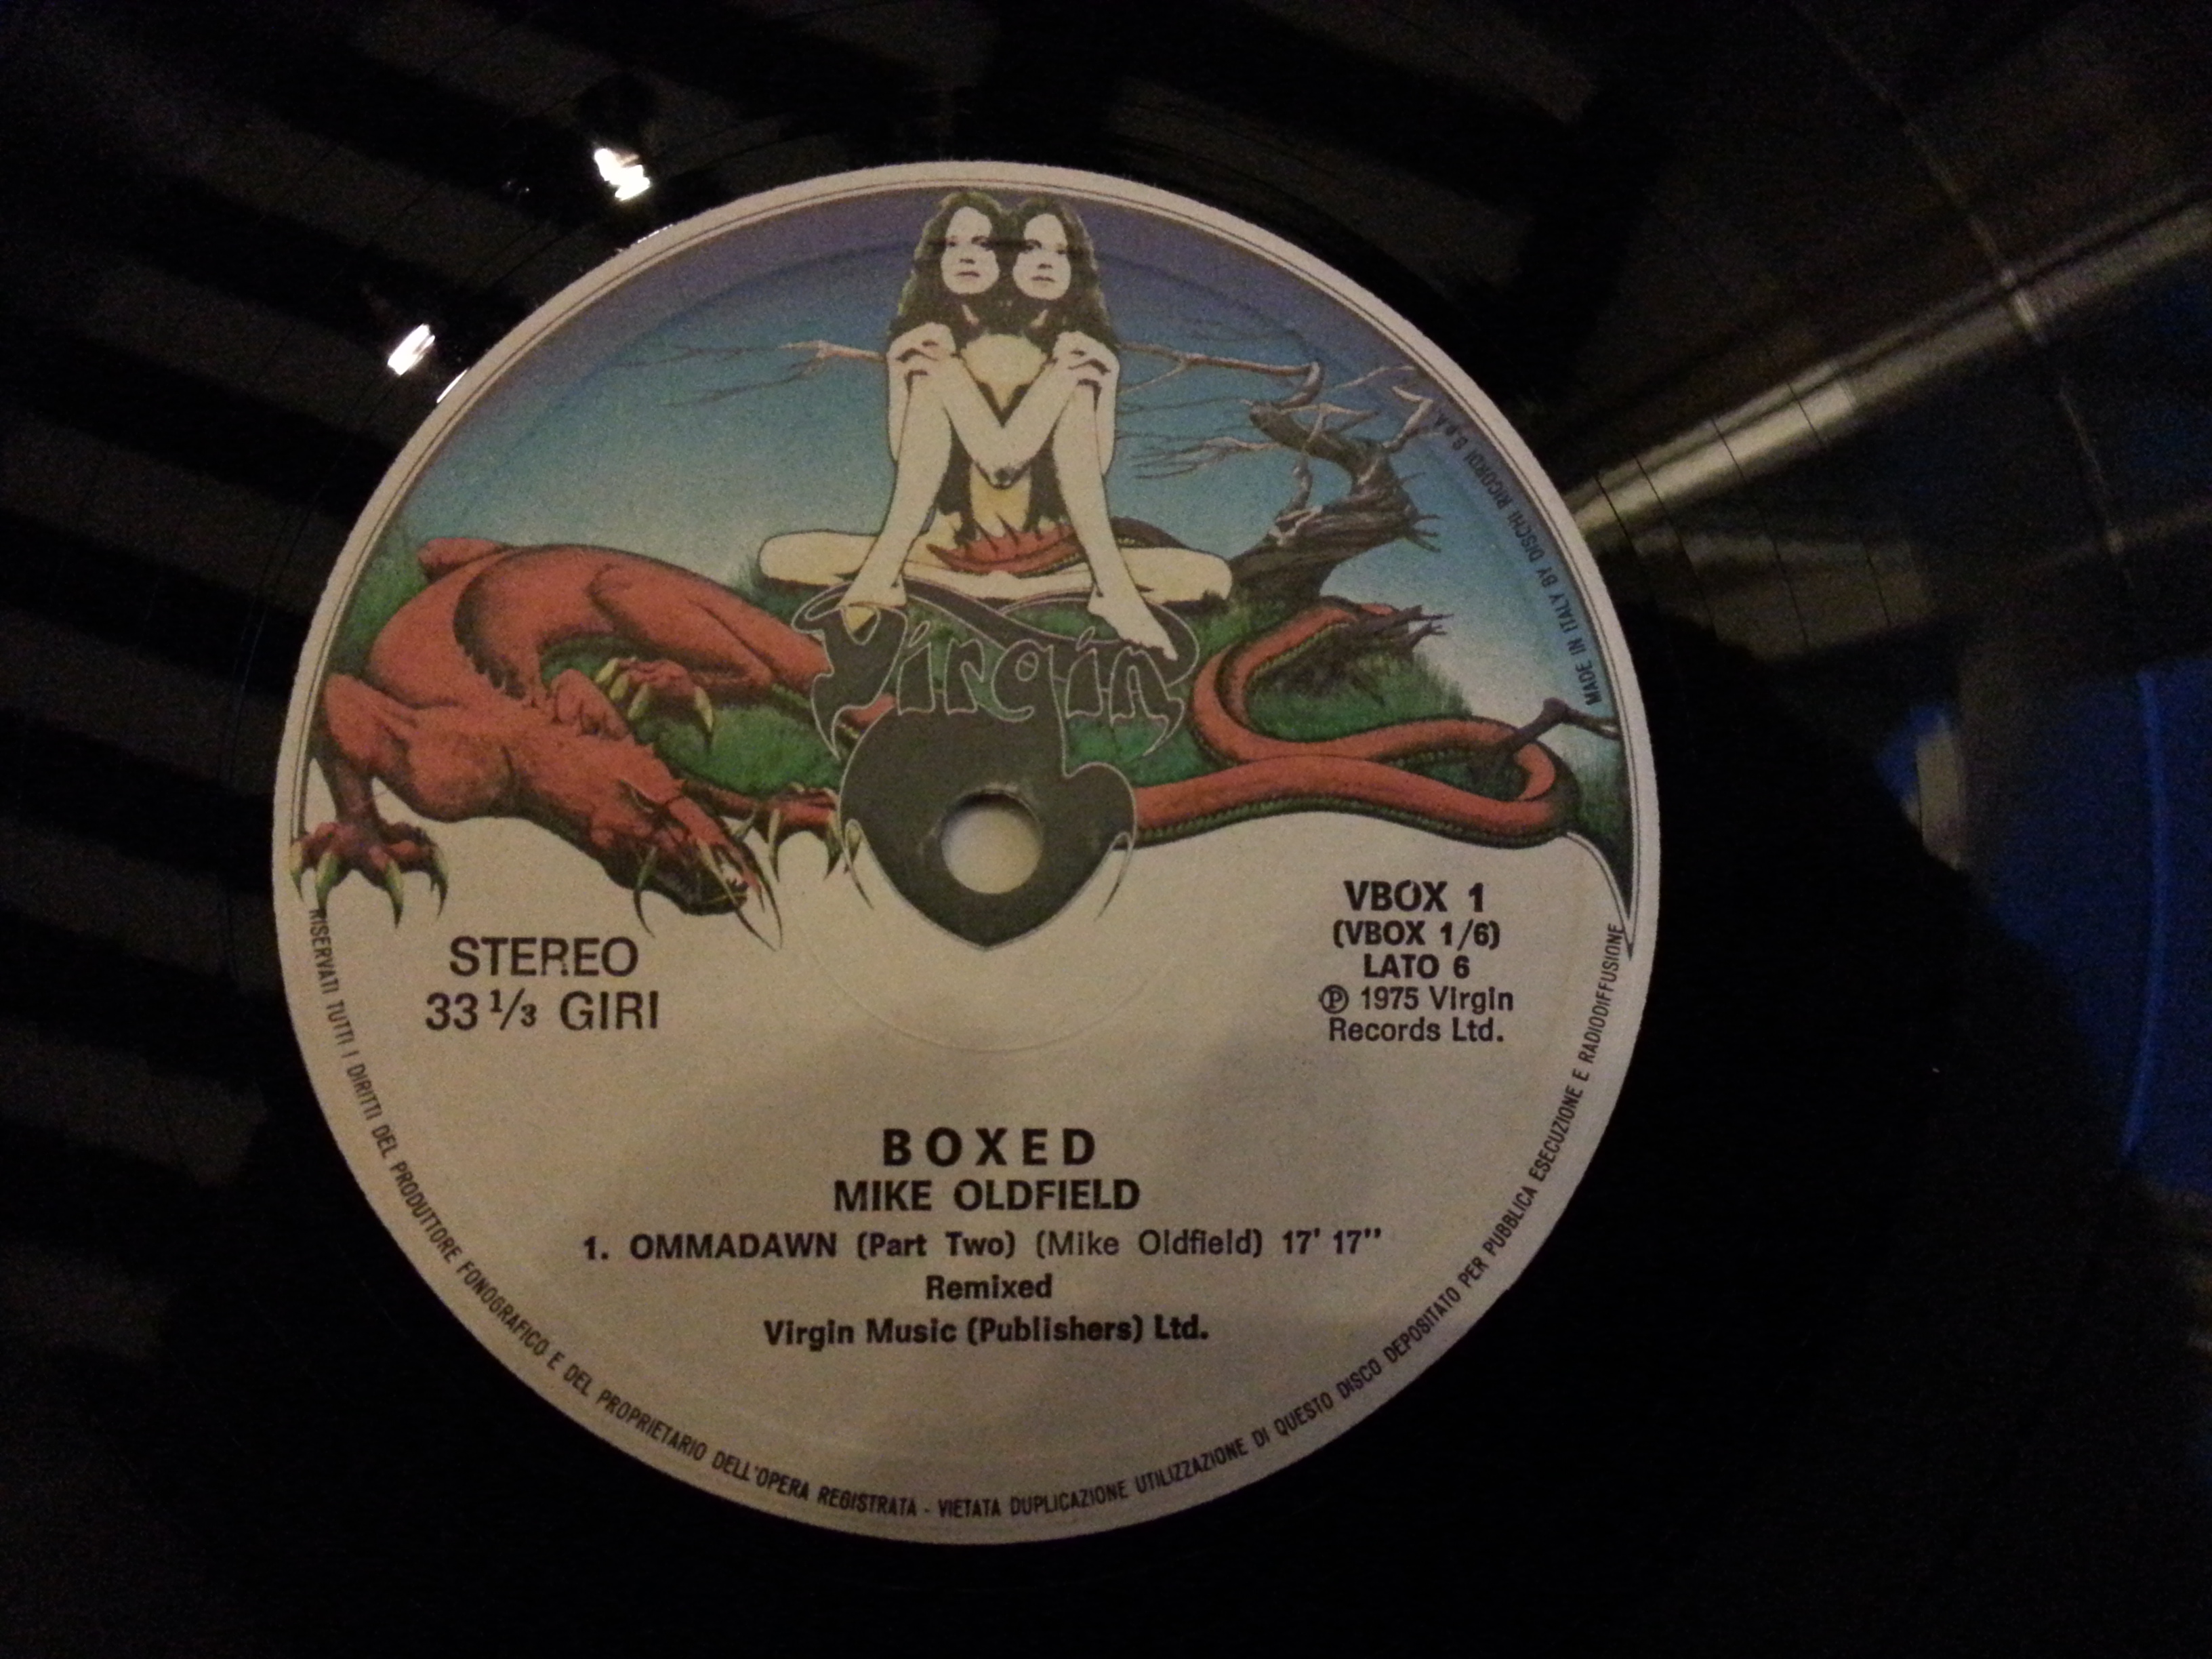 Virgin
MADE IN ITALY BY DISCHI RICORDI S.P.A.
STEREO
33 1/3 GIRI
VBOX 1
(VBOX 1/6)
LATO 6
℗ 1975 Virgin
Records Ltd.
BOXED
MIKE OLDFIELD
1. OMMADAWN (Part Two) (Mike Oldfield) 17' 17"
Remixed
Virgin Music (Publishers) Ltd.
RISERVATI TUTTI I DIRITTI DEL PRODUTTORE FONOGRAFICO E DEL PROPRIETARIO DELL'OPERA REGISTRATA - VIETATA DUPLICAZIONE UTILIZZAZIONE DI QUESTO DISCO DEPOSITATO PER PUBBLICA ESECUZIONE E RADIODIFFUSIONE